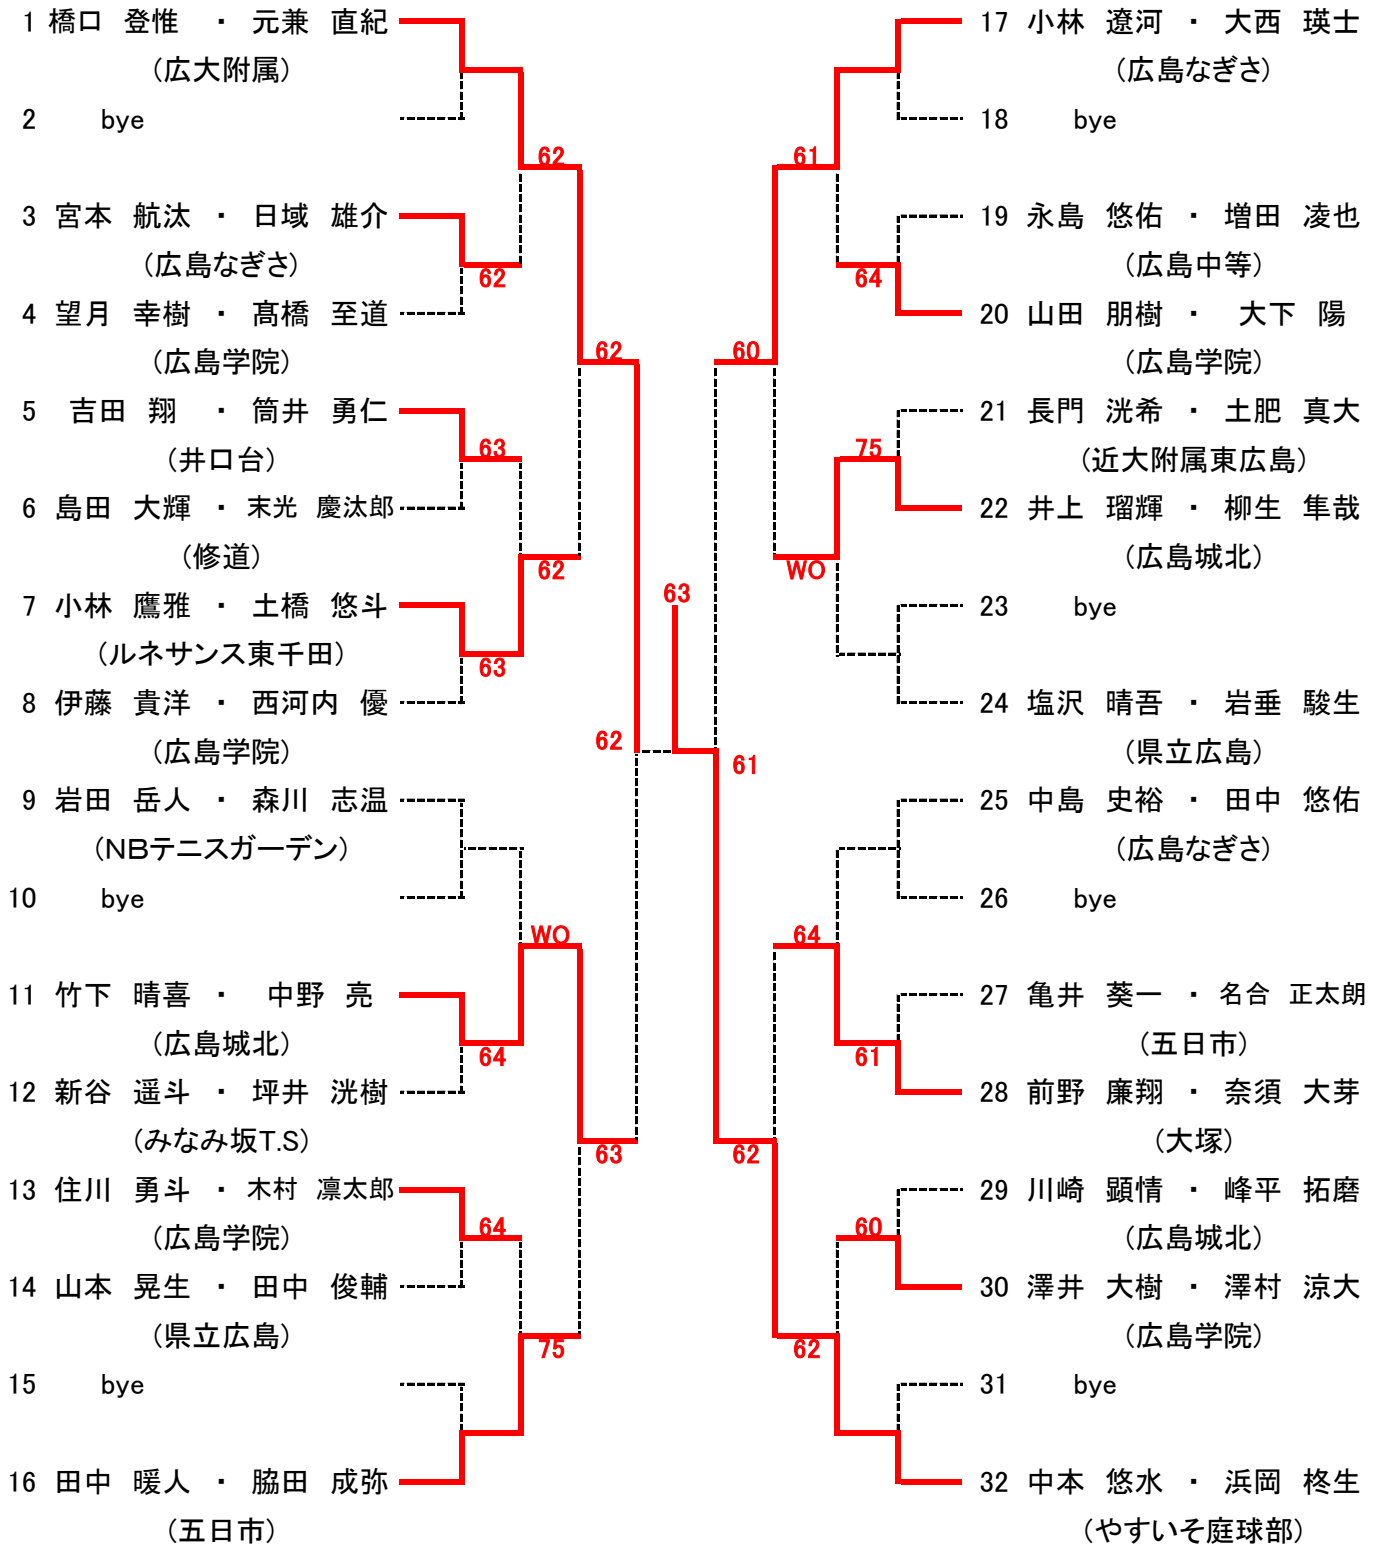 1 橋口 登惟 ・ 元兼 直紀
(広大附属)
2 bye
62
3 宮本 航汰 ・ 日域 雄介
(広島なぎさ)
62
4 望月 幸樹 ・ 髙橋 至道
(広島学院)
62
5 吉田 翔 ・ 筒井 勇仁
(井口台)
63
6 島田 大輝 ・ 末光 慶汰郎
(修道)
62
7 小林 鷹雅 ・ 土橋 悠斗
(ルネサンス東千田)
63
8 伊藤 貴洋 ・ 西河内 優
(広島学院)
62
9 岩田 岳人 ・ 森川 志温
(NBテニスガーデン)
10 bye
WO
11 竹下 晴喜 ・ 中野 亮
(広島城北)
64
12 新谷 遥斗 ・ 坪井 洸樹
(みなみ坂T.S)
63
13 住川 勇斗 ・ 木村 凛太郎
(広島学院)
64
14 山本 晃生 ・ 田中 俊輔
(県立広島)
75
15 bye
16 田中 暖人 ・ 脇田 成弥
(五日市)
63
17 小林 遼河 ・ 大西 瑛士
(広島なぎさ)
18 bye
61
19 永島 悠佑 ・ 増田 凌也
(広島中等)
64
20 山田 朋樹 ・ 大下 陽
(広島学院)
60
21 長門 洸希 ・ 土肥 真大
(近大附属東広島)
75
22 井上 瑠輝 ・ 柳生 隼哉
(広島城北)
WO
23 bye
24 塩沢 晴吾 ・ 岩垂 駿生
(県立広島)
61
25 中島 史裕 ・ 田中 悠佑
(広島なぎさ)
26 bye
64
27 亀井 葵一 ・ 名合 正太朗
(五日市)
61
28 前野 廉翔 ・ 奈須 大芽
(大塚)
62
29 川崎 顕情 ・ 峰平 拓磨
(広島城北)
60
30 澤井 大樹 ・ 澤村 涼大
(広島学院)
62
31 bye
32 中本 悠水 ・ 浜岡 柊生
(やすいそ庭球部)